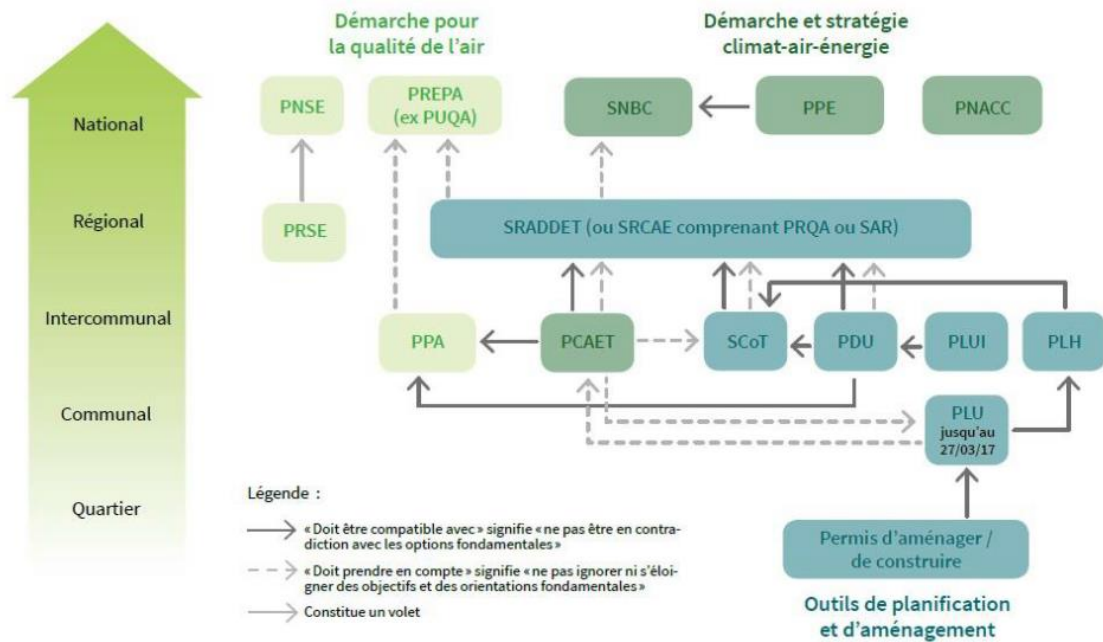 Démarche pour
la qualité de l'air
Démarche et stratégie
climat-air-énergie
National
PNSE
PREPA
(ex PUQA)
SNBC
PPE
PNACC
Régional
PRSE
SRADDET (ou SRCAE comprenant PRQA ou SAR)
Intercommunal
PPA
PCAET
SCoT
PDU
PLUI
PLH
Communal
PLU
jusqu'au
27/03/17
Quartier
Légende :
« Doit être compatible avec » signifie « ne pas être en contra-
diction avec les options fondamentales »
« Doit prendre en compte » signifie « ne pas ignorer ni s'éloi-
gner des objectifs et des orientations fondamentales »
Constitue un volet
Permis d'aménager /
de construire
Outils de planification
et d'aménagement